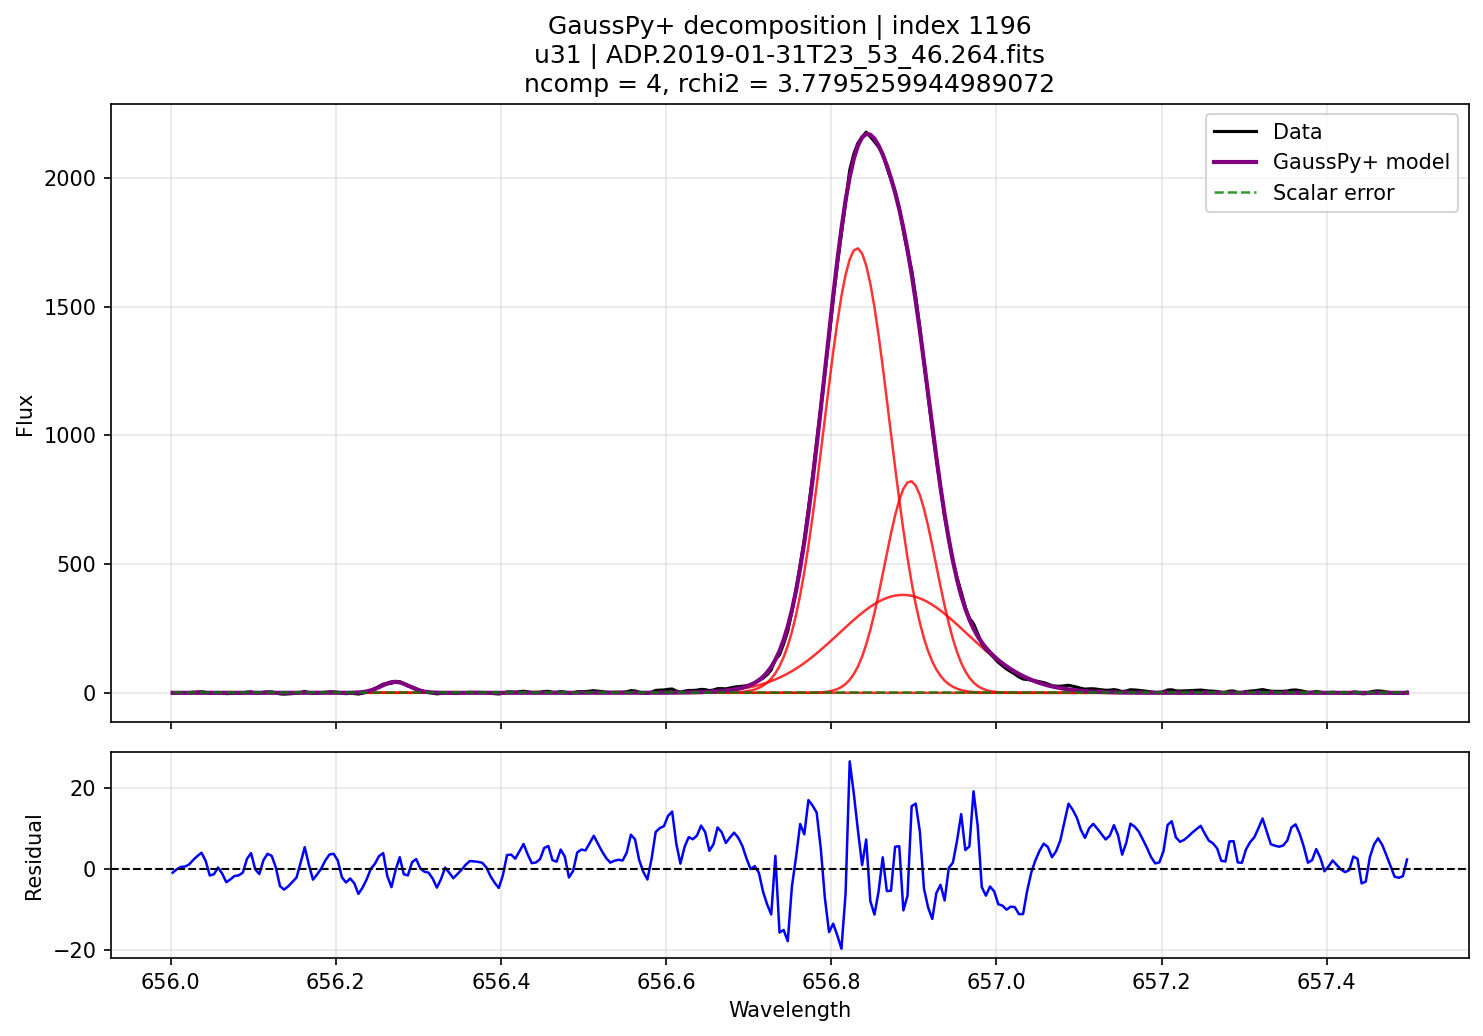 GaussPy+ decomposition | index 1196
u31 | ADP.2019-01-31T23_53_46.264.fits
ncomp = 4, rchi2 = 3.7795259944989072
Data
GaussPy+ model
Scalar error
Flux
2000
1500
1000
500
0
Residual
20
0
−20
656.0 656.2 656.4 656.6 656.8 657.0 657.2 657.4
Wavelength